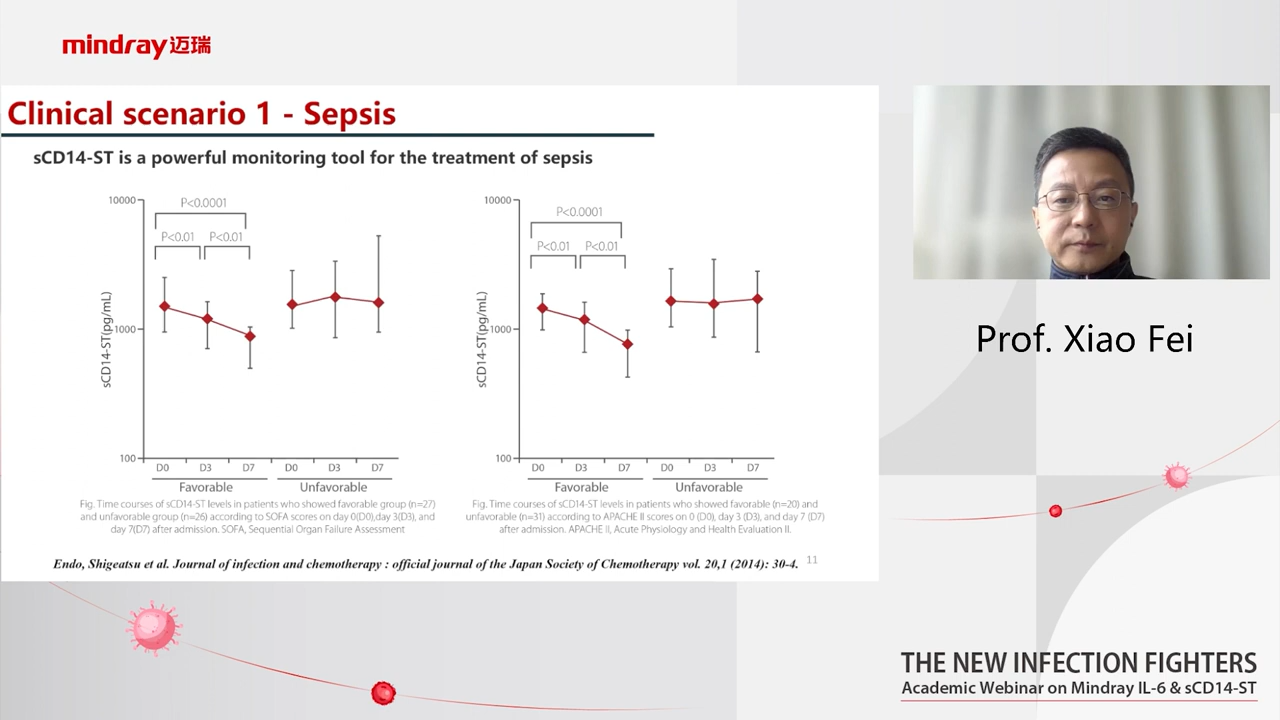 mindray迈瑞
Clinical scenario 1 - Sepsis
sCD14-ST is a powerful monitoring tool for the treatment of sepsis
10000
P<0.0001
P<0.01
P<0.01
sCD14-ST(pg/mL)
1000
100
D0
D3
D7
D0
D3
D7
Favorable
Unfavorable
Fig. Time courses of sCD14-ST levels in patients who showed favorable group (n=27)
and unfavorable group (n=26) according to SOFA scores on day 0(D0),day 3(D3), and
day 7(D7) after admission. SOFA, Sequential Organ Failure Assessment
10000
P<0.0001
P<0.01
P<0.01
sCD14-ST(pg/mL)
1000
100
D0
D3
D7
D0
D3
D7
Favorable
Unfavorable
Fig. Time courses of sCD14-ST levels in patients who showed favorable (n=20) and
unfavorable (n=31) according to APACHE II scores on 0 (D0), day 3 (D3), and day 7 (D7)
after admission. APACHE II, Acute Physiology and Health Evaluation II.
Endo, Shigeatsu et al. Journal of infection and chemotherapy : official journal of the Japan Society of Chemotherapy vol. 20,1 (2014): 30-4.
11
Prof. Xiao Fei
THE NEW INFECTION FIGHTERS
Academic Webinar on Mindray IL-6 & sCD14-ST